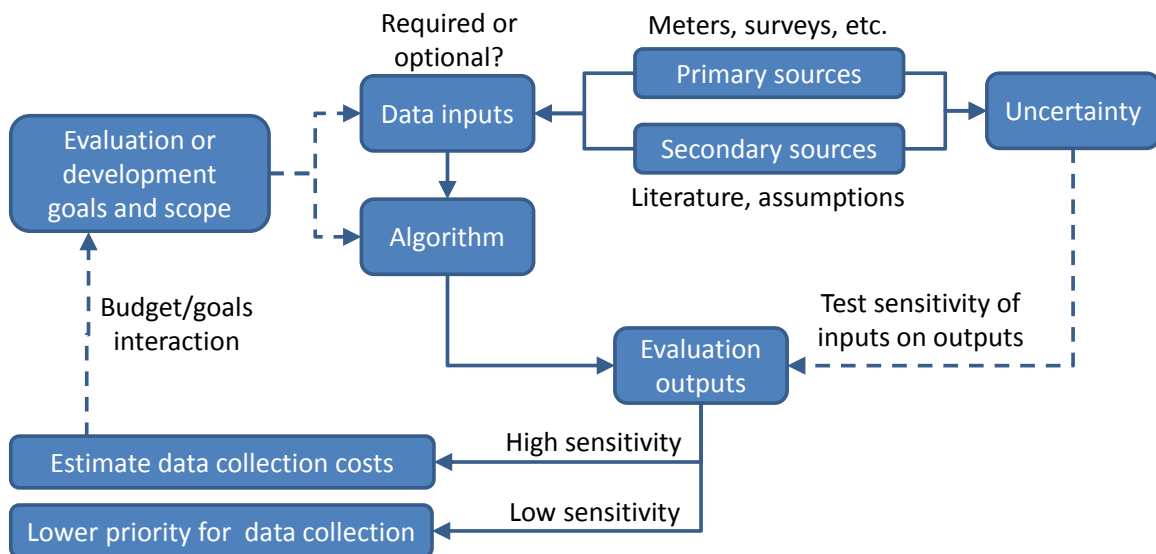 Required or
optional?
Meters, surveys, etc.
Primary sources
Data inputs
Uncertainty
Evaluation or
development
goals and scope
Secondary sources
Literature, assumptions
Algorithm
Budget/goals
interaction
Test sensitivity of
inputs on outputs
Evaluation
outputs
High sensitivity
Estimate data collection costs
Low sensitivity
Lower priority for data collection